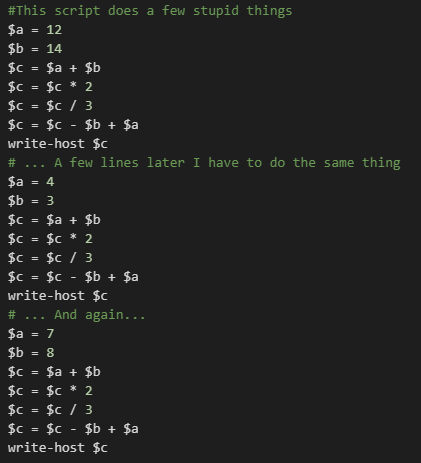 #This script does a few stupid things
$a = 12
$b = 14
$c = $a + $b
$c = $c * 2
$c = $c / 3
$c = $c - $b + $a
write-host $c
# ... A few lines later I have to do the same thing
$a = 4
$b = 3
$c = $a + $b
$c = $c * 2
$c = $c / 3
$c = $c - $b + $a
write-host $c
# ... And again...
$a = 7
$b = 8
$c = $a + $b
$c = $c * 2
$c = $c / 3
$c = $c - $b + $a
write-host $c